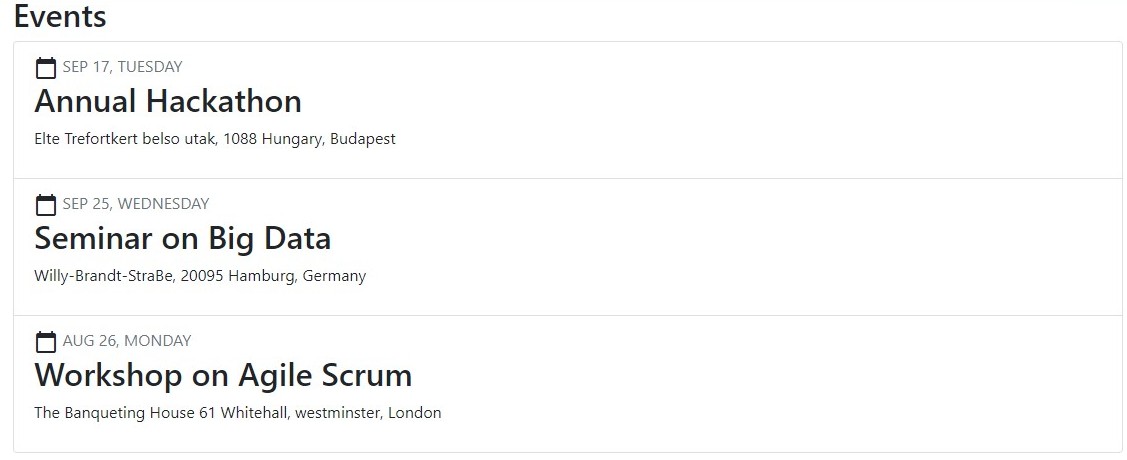 Events
SEP 17, TUESDAY
Annual Hackathon
Elte Trefortkert belso utak, 1088 Hungary, Budapest
SEP 25, WEDNESDAY
Seminar on Big Data
Willy-Brandt-StraBe, 20095 Hamburg, Germany
AUG 26, MONDAY
Workshop on Agile Scrum
The Banqueting House 61 Whitehall, westminster, London